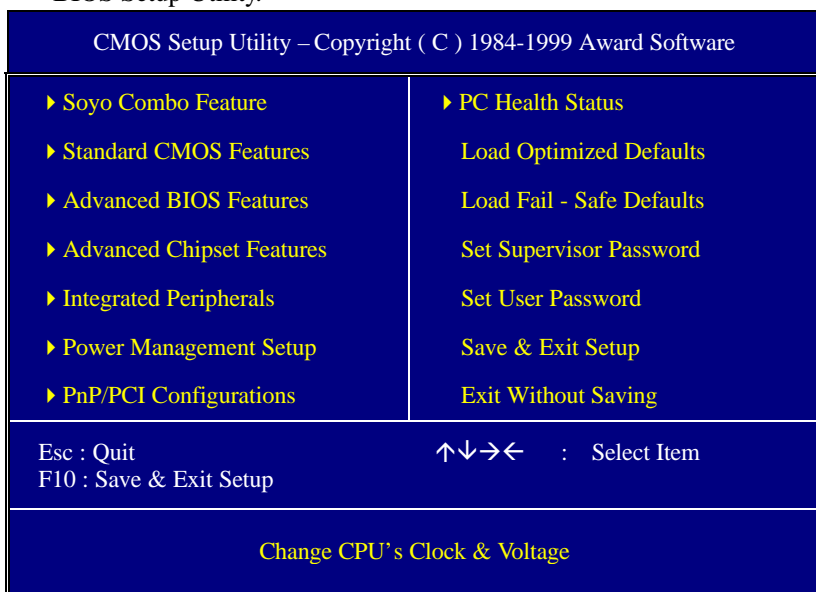 BIOS Setup Utility.
CMOS Setup Utility – Copyright ( C ) 1984-1999 Award Software
Soyo Combo Feature
Standard CMOS Features
Advanced BIOS Features
Advanced Chipset Features
Integrated Peripherals
Power Management Setup
PnP/PCI Configurations
PC Health Status
Load Optimized Defaults
Load Fail - Safe Defaults
Set Supervisor Password
Set User Password
Save & Exit Setup
Exit Without Saving
Esc : Quit
F10 : Save & Exit Setup
↑↓→← : Select Item
Change CPU's Clock & Voltage